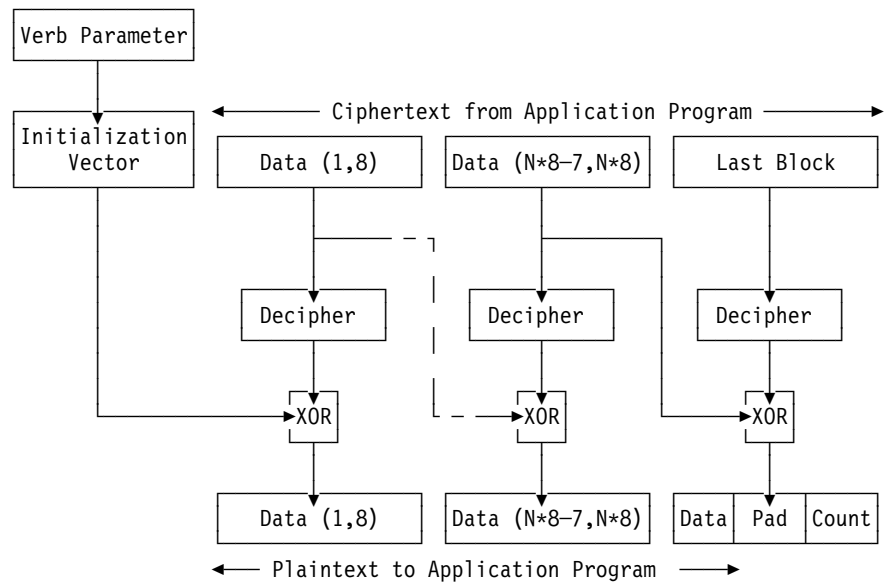 Verb Parameter
Ciphertext from Application Program
Initialization
Vector
Data (1,8)
Data (N*8—7,N*8)
Last Block
Decipher
Decipher
Decipher
XOR
XOR
XOR
Data (1,8)
Data (N*8—7,N*8)
Data
Pad
Count
Plaintext to Application Program